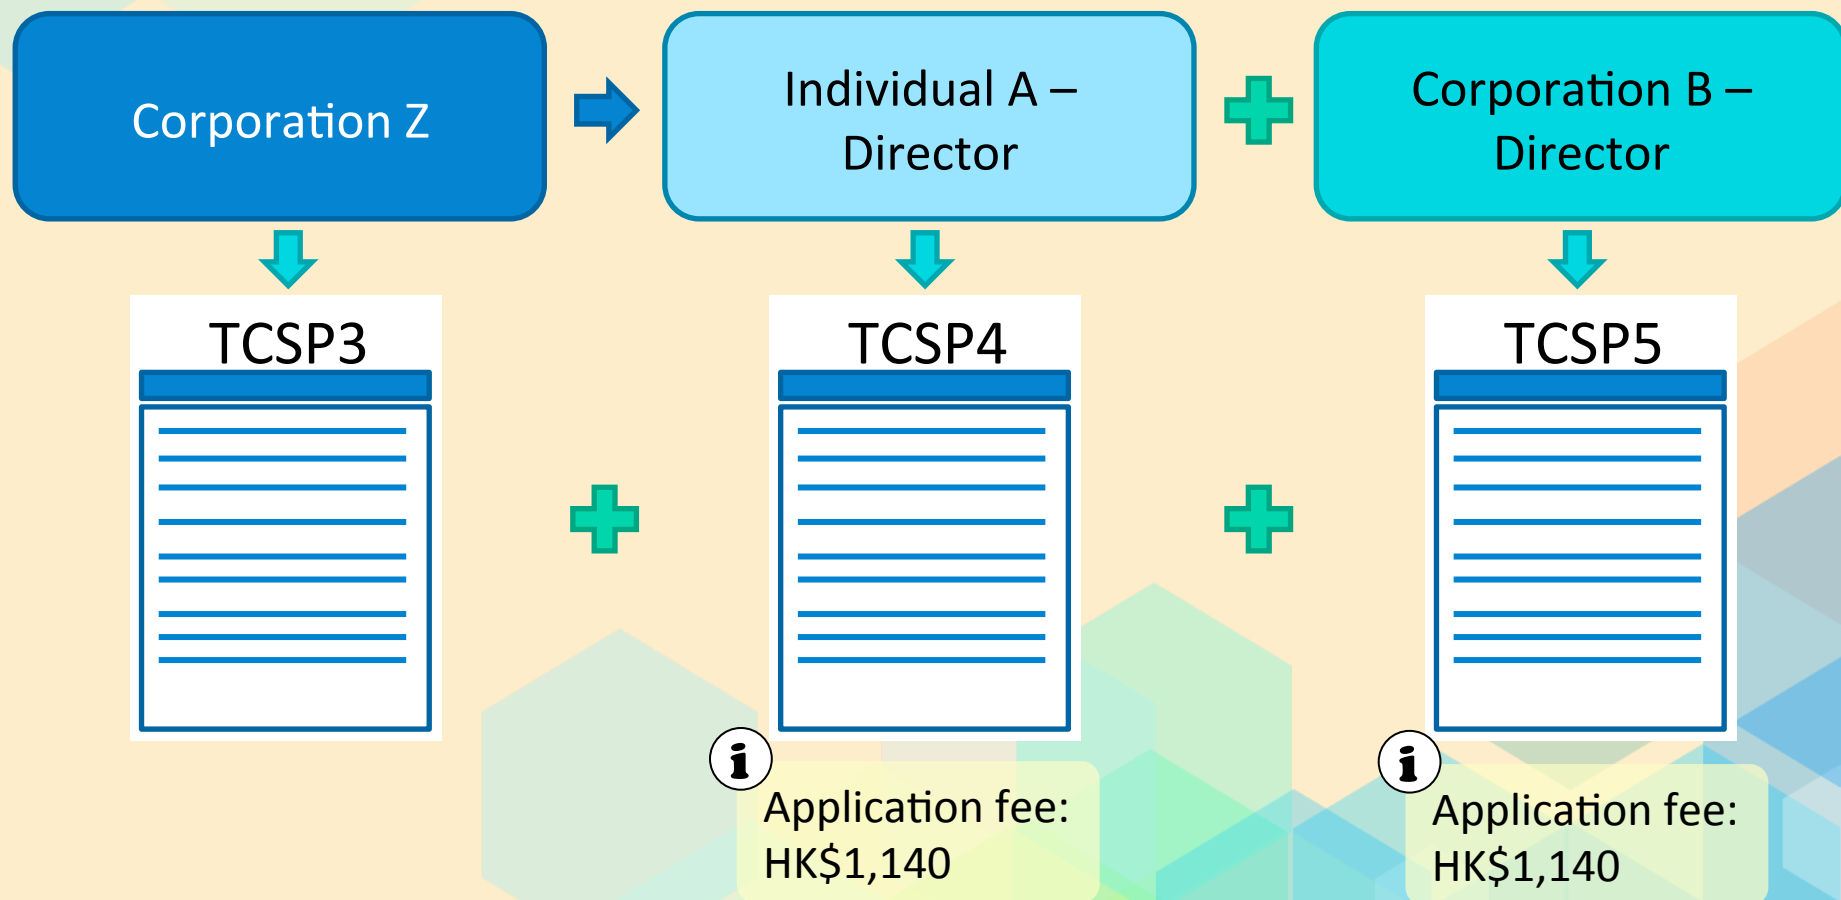 Corporation Z
Individual A –
Director
Corporation B –
Director
TCSP3
TCSP4
TCSP5
i
Application fee:
HK$1,140
i
Application fee:
HK$1,140